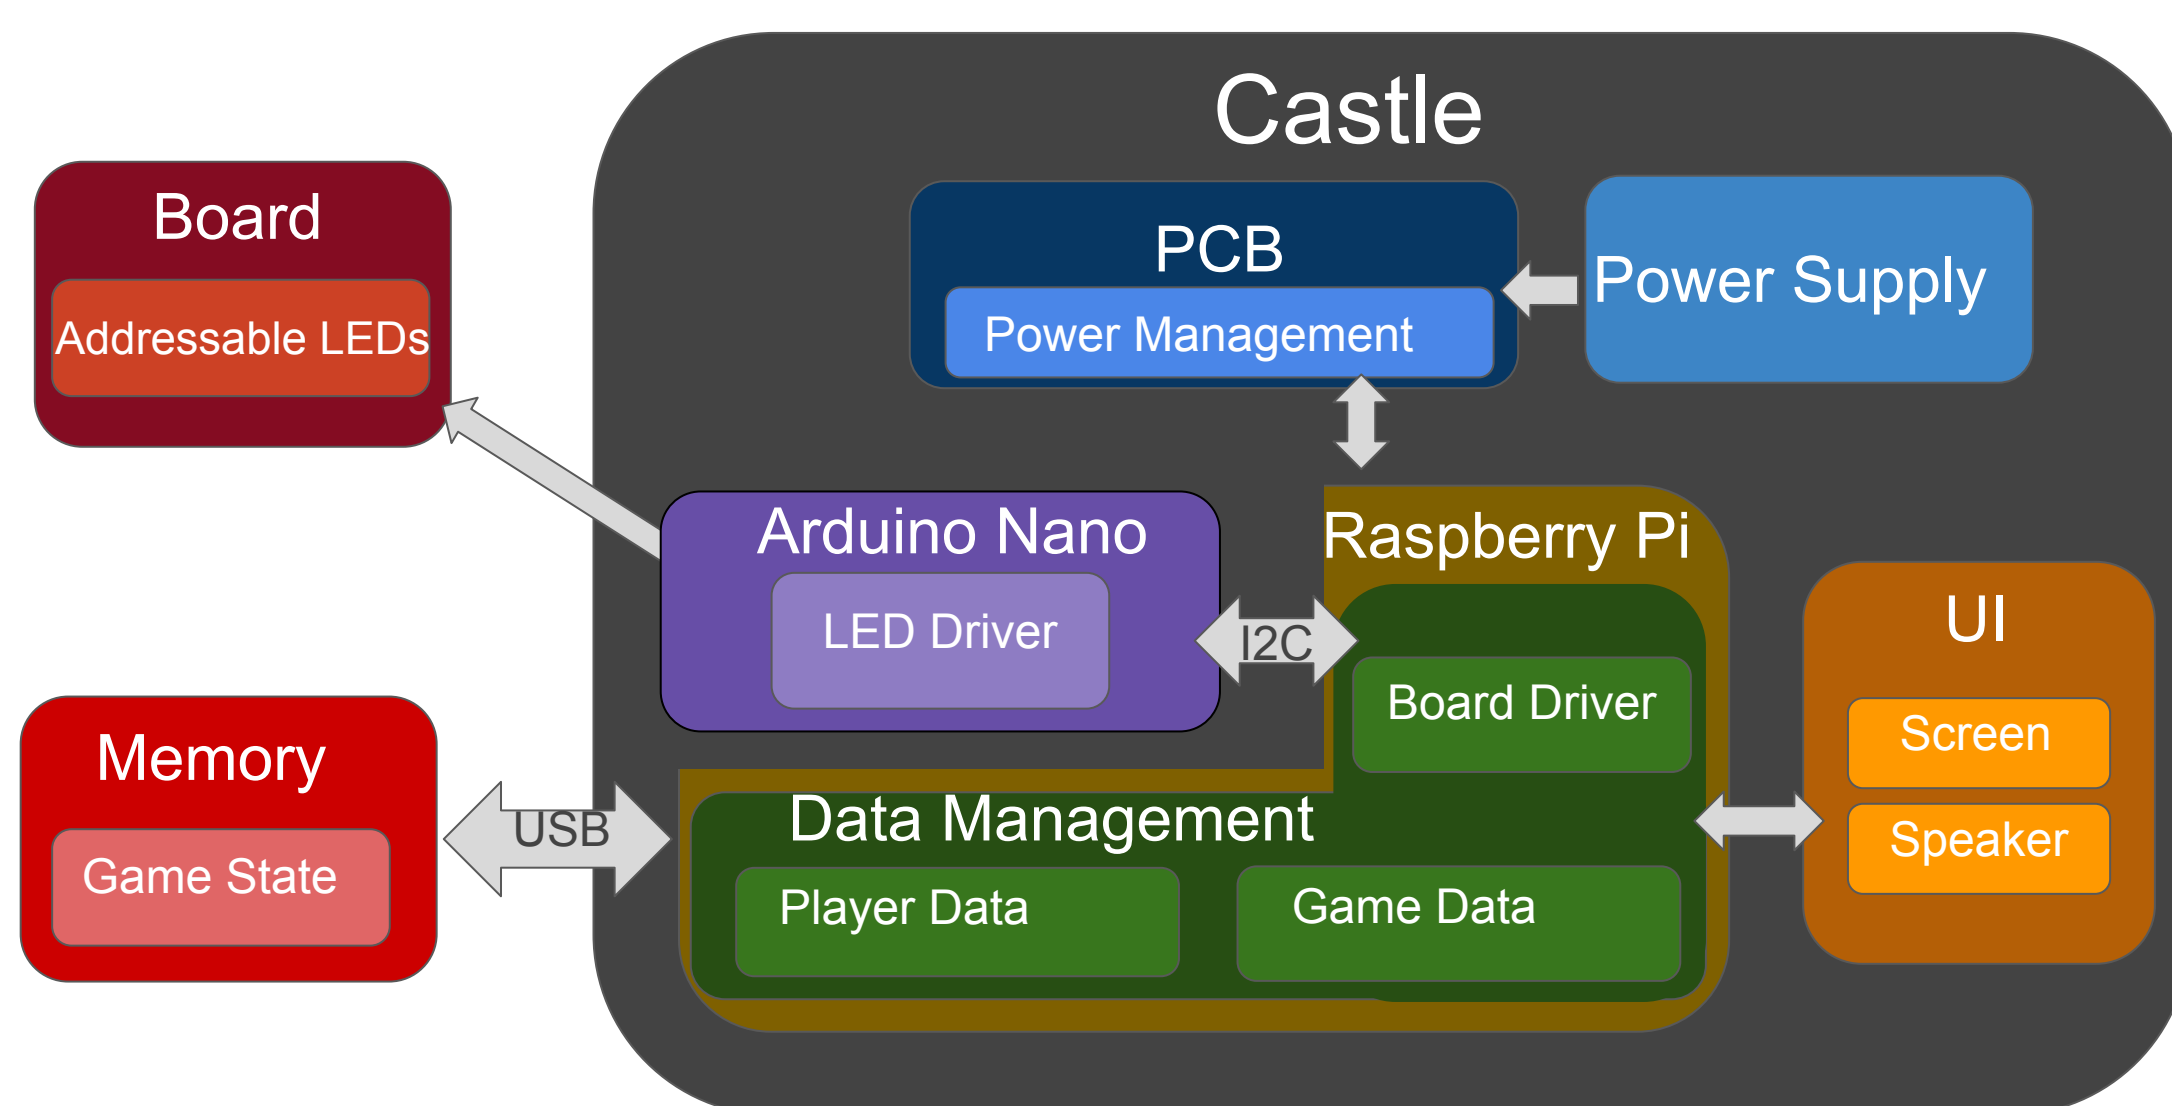 Castle
Board
Addressable LEDs
PCB
Power Management
Power Supply
Arduino Nano
LED Driver
I2C
Raspberry Pi
Board Driver
UI
Screen
Speaker
Memory
Game State
USB
Data Management
Player Data
Game Data